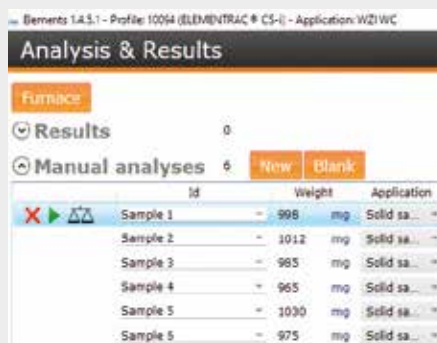 Elements 1.4.5.1 - Profile: 10064 (ELEMENTRAC ® CS-i) - Application: WZI WC
Analysis & Results
Furnace
Results 0
Manual analyses 6 New Blank
Id Weight Application
Sample 1 998 mg Solid sa...
Sample 2 1012 mg Solid sa...
Sample 3 985 mg Solid sa...
Sample 4 965 mg Solid sa...
Sample 5 1030 mg Solid sa...
Sample 6 975 mg Solid sa...